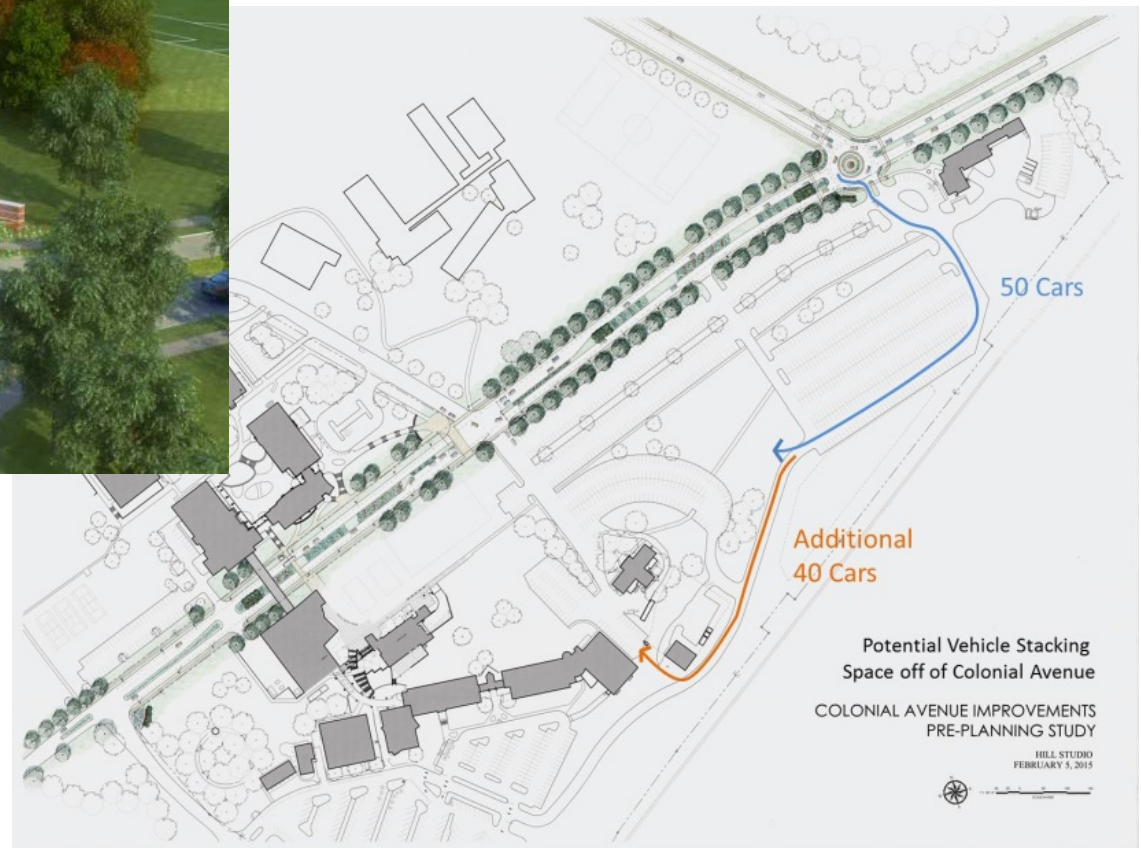 50 Cars
Additional
40 Cars
Potential Vehicle Stacking
Space off of Colonial Avenue
COLONIAL AVENUE IMPROVEMENTS
PRE-PLANNING STUDY
HILL STUDIO
FEBRUARY 5, 2015